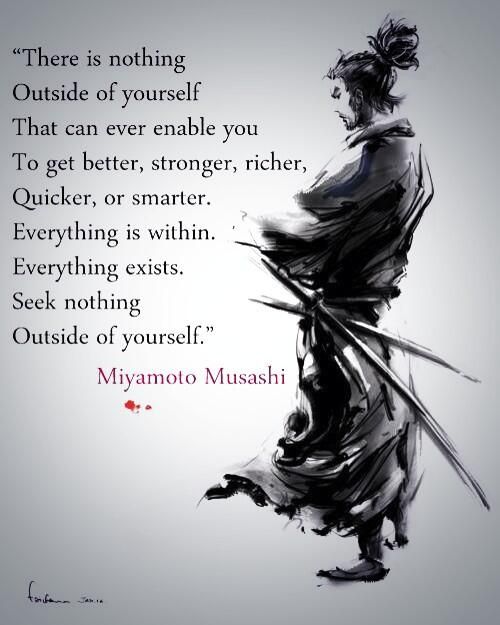 “There is nothing
Outside of yourself
That can ever enable you
To get better, stronger, richer,
Quicker, or smarter.
Everything is within.
Everything exists.
Seek nothing
Outside of yourself.”
Miyamoto Musashi